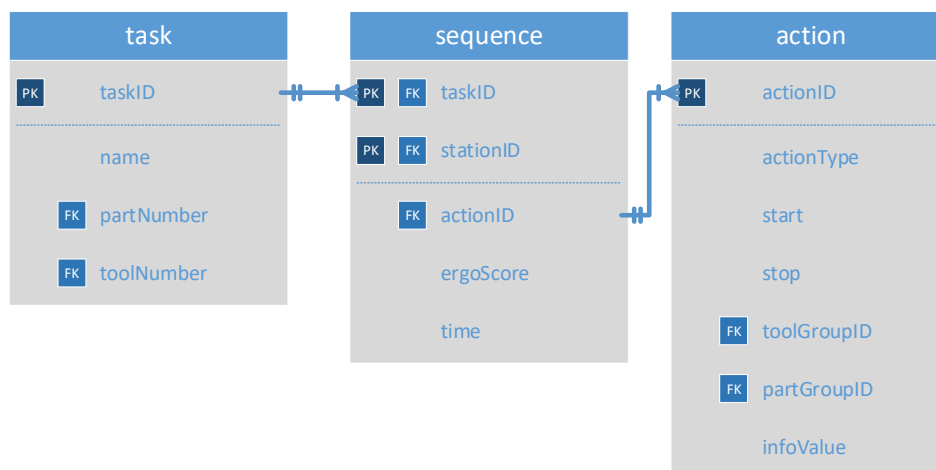 task
PK taskID
name
FK partNumber
FK toolNumber
sequence
PK FK taskID
PK FK stationID
FK actionID
ergoScore
time
action
PK actionID
actionType
start
stop
FK toolGroupID
FK partGroupID
infoValue